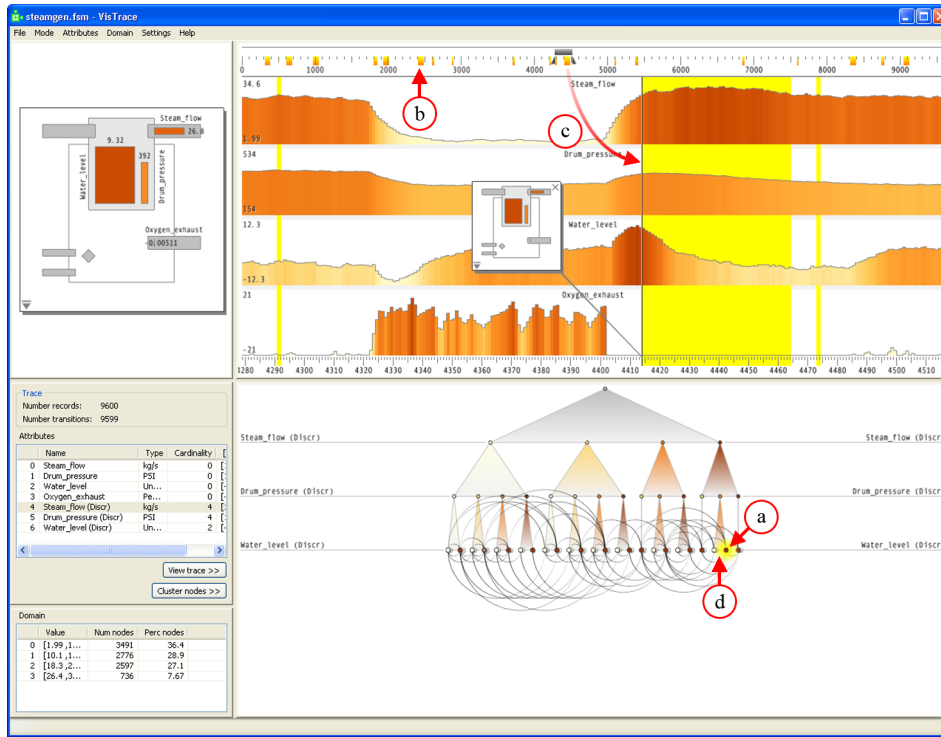 steamgen.fsm - VisTrace
File Mode Attributes Domain Settings Help
Steam_flow
26.8
9.32
392
Water_level
Drum_pressure
Oxygen_exhaust
-0.00511
0 1000 2000 3000 4000 5000 6000 7000 8000 9000
b
34.6
Steam_flow
c
1.99
534
Drum_pressure
154
12.3
Water_level
-12.3
21
Oxygen_exhaust
-21
4280 4290 4300 4310 4320 4330 4340 4350 4360 4370 4380 4390 4400 4410 4420 4430 4440 4450 4460 4470 4480 4490 4500 4510
Trace
Number records: 9600
Number transitions: 9599
Attributes
Name Type Cardinality [
0 Steam_flow kg/s 0 [
1 Drum_pressure PSI 0 [
2 Water_level Un... 0 [
3 Oxygen_exhaust Pe... 0 [
4 Steam_flow (Discr) kg/s 4 [
5 Drum_pressure (Discr) PSI 4 [
6 Water_level (Discr) Un... 2 [
View trace >>
Cluster nodes >>
Domain
Value Num nodes Perc nodes
0 [1.99 ,1... 3491 36.4
1 [10.1 ,1... 2776 28.9
2 [18.3 ,2... 2597 27.1
3 [26.4 ,3... 736 7.67
Steam_flow (Discr) Steam_flow (Discr)
Drum_pressure (Discr) Drum_pressure (Discr)
a
Water_level (Discr) Water_level (Discr)
d